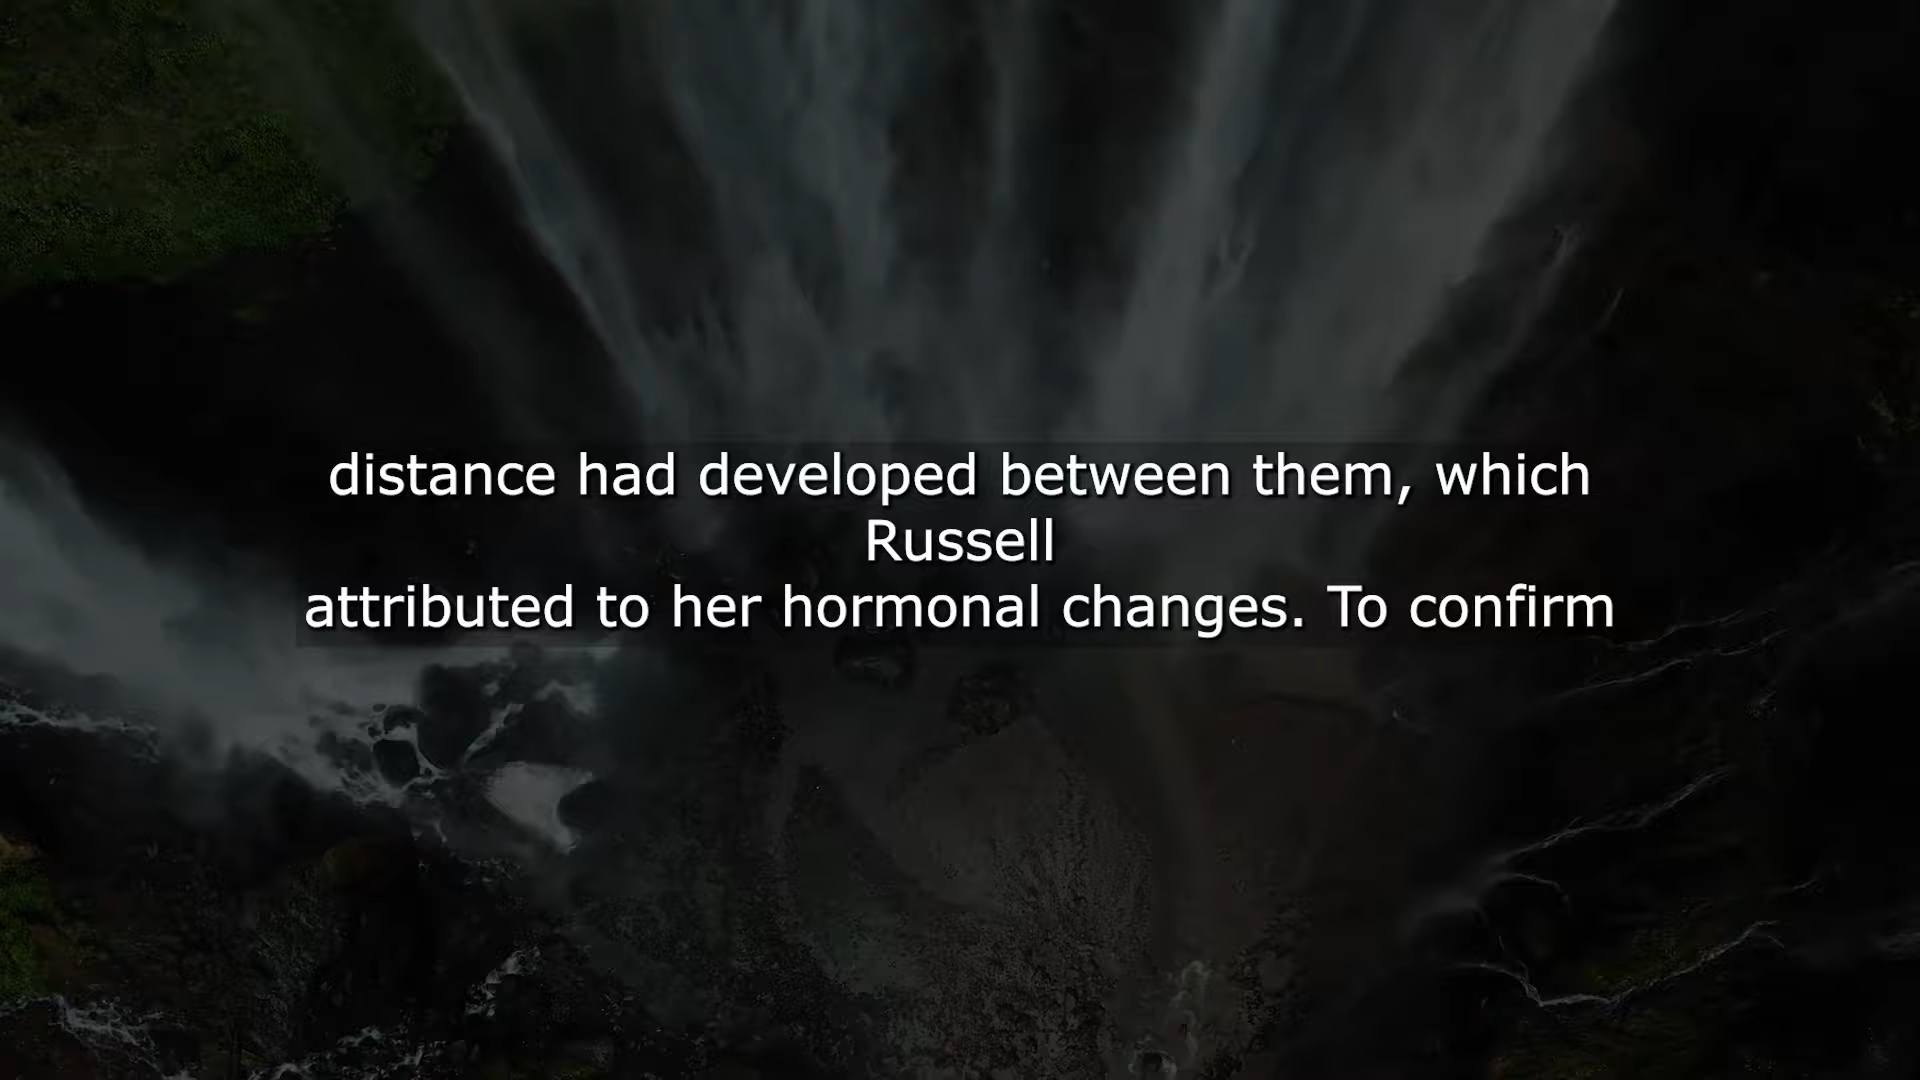 distance had developed between them, which
Russell
attributed to her hormonal changes. To confirm